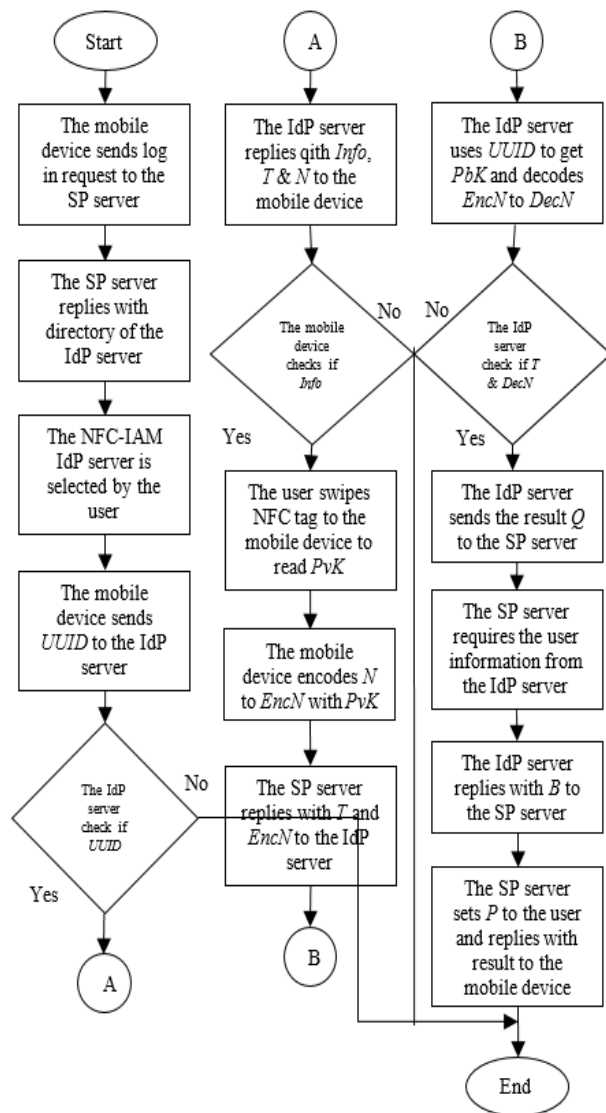 Start
The mobile
device sends log
in request to the
SP server
The SP server
replies with
directory of the
IdP server
The NFC-IAM
IdP server is
selected by the
user
The mobile
device sends
UUID to the IdP
server
The IdP
server
check if
UUID
No
Yes
A
A
The IdP server
replies qith Info,
T & N to the
mobile device
The mobile
device
checks if
Info
No
Yes
The user swipes
NFC tag to the
mobile device to
read PvK
The mobile
device encodes N
to EncN with PvK
The SP server
replies with T and
EncN to the IdP
server
B
B
The IdP server
uses UUID to get
PbK and decodes
EncN to DecN
No
The IdP
server
check if T
& DecN
Yes
The IdP server
sends the result Q
to the SP server
The SP server
requires the user
information from
the IdP server
The IdP server
replies with B to
the SP server
The SP server
sets P to the user
and replies with
result to the
mobile device
End